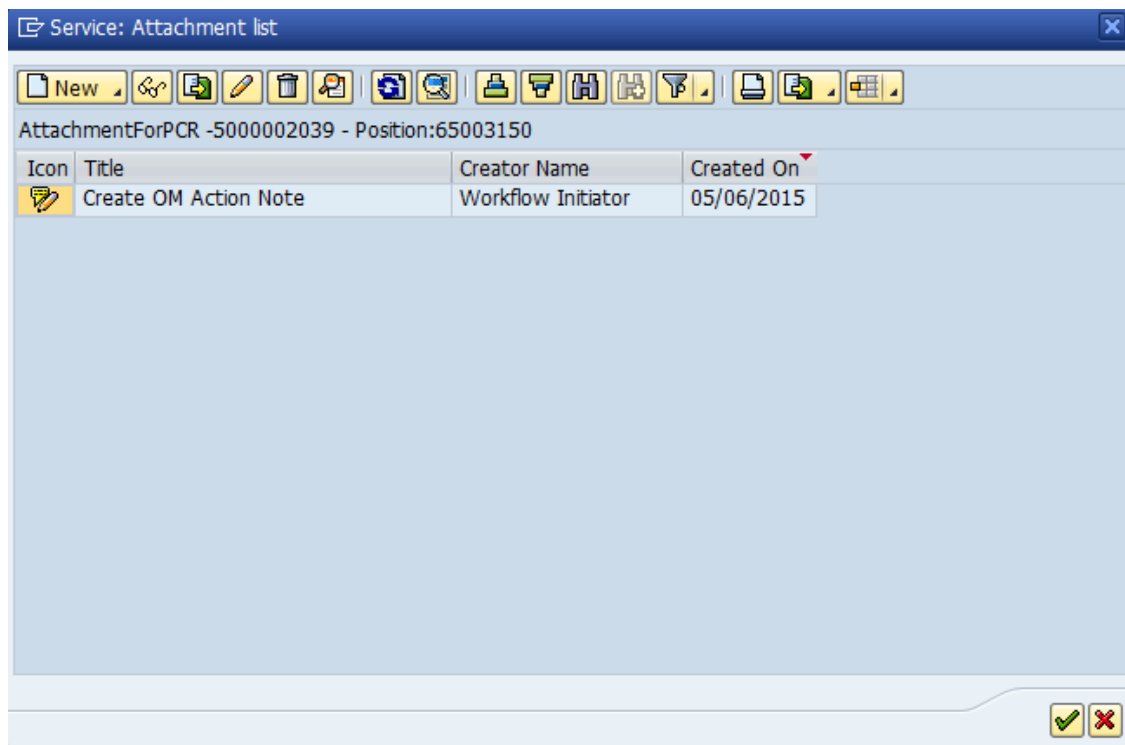 Service: Attachment list
New
AttachmentForPCR -5000002039 - Position:65003150
Icon Title Creator Name Created On
Create OM Action Note Workflow Initiator 05/06/2015